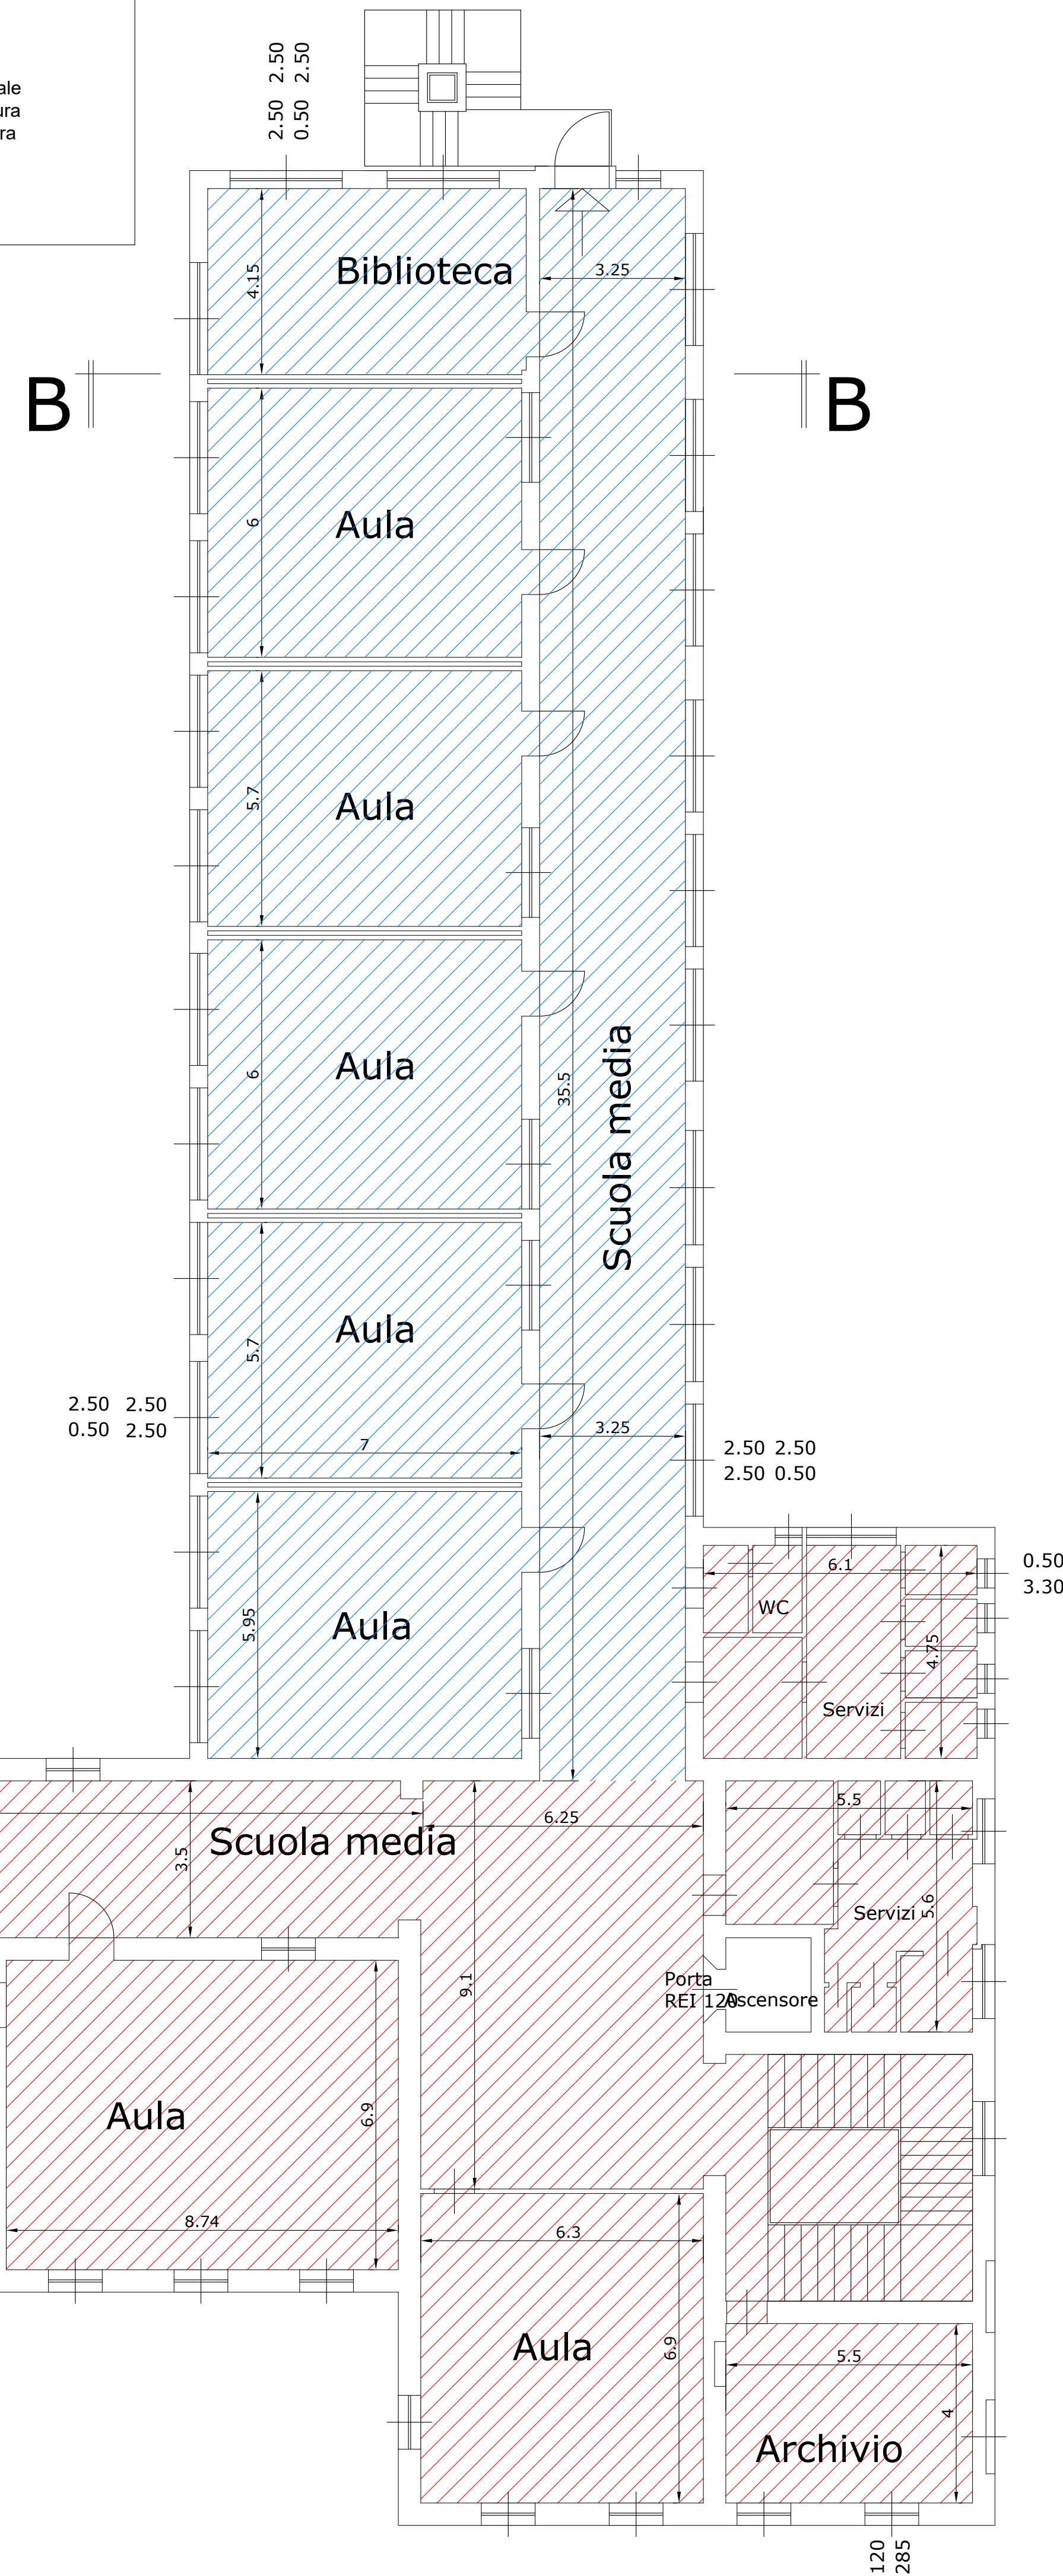 2.50 2.50
2.50 0.50
4.15
Biblioteca
3.25
B
B
6
Aula
5.7
Aula
6
Aula
35.5
Scuola media
5.7
Aula
2.50 2.50
0.50 2.50
7
3.25
2.50 2.50
2.50 0.50
5.95
Aula
6.1
WC
4.75
Servizi
0.50
3.30
3.5
Scuola media
6.25
5.5
Servizi
5.6
9.1
Porta
REI 120
Ascensore
Aula
6.9
8.74
6.3
Aula
6.9
5.5
4
Archivio
120
285